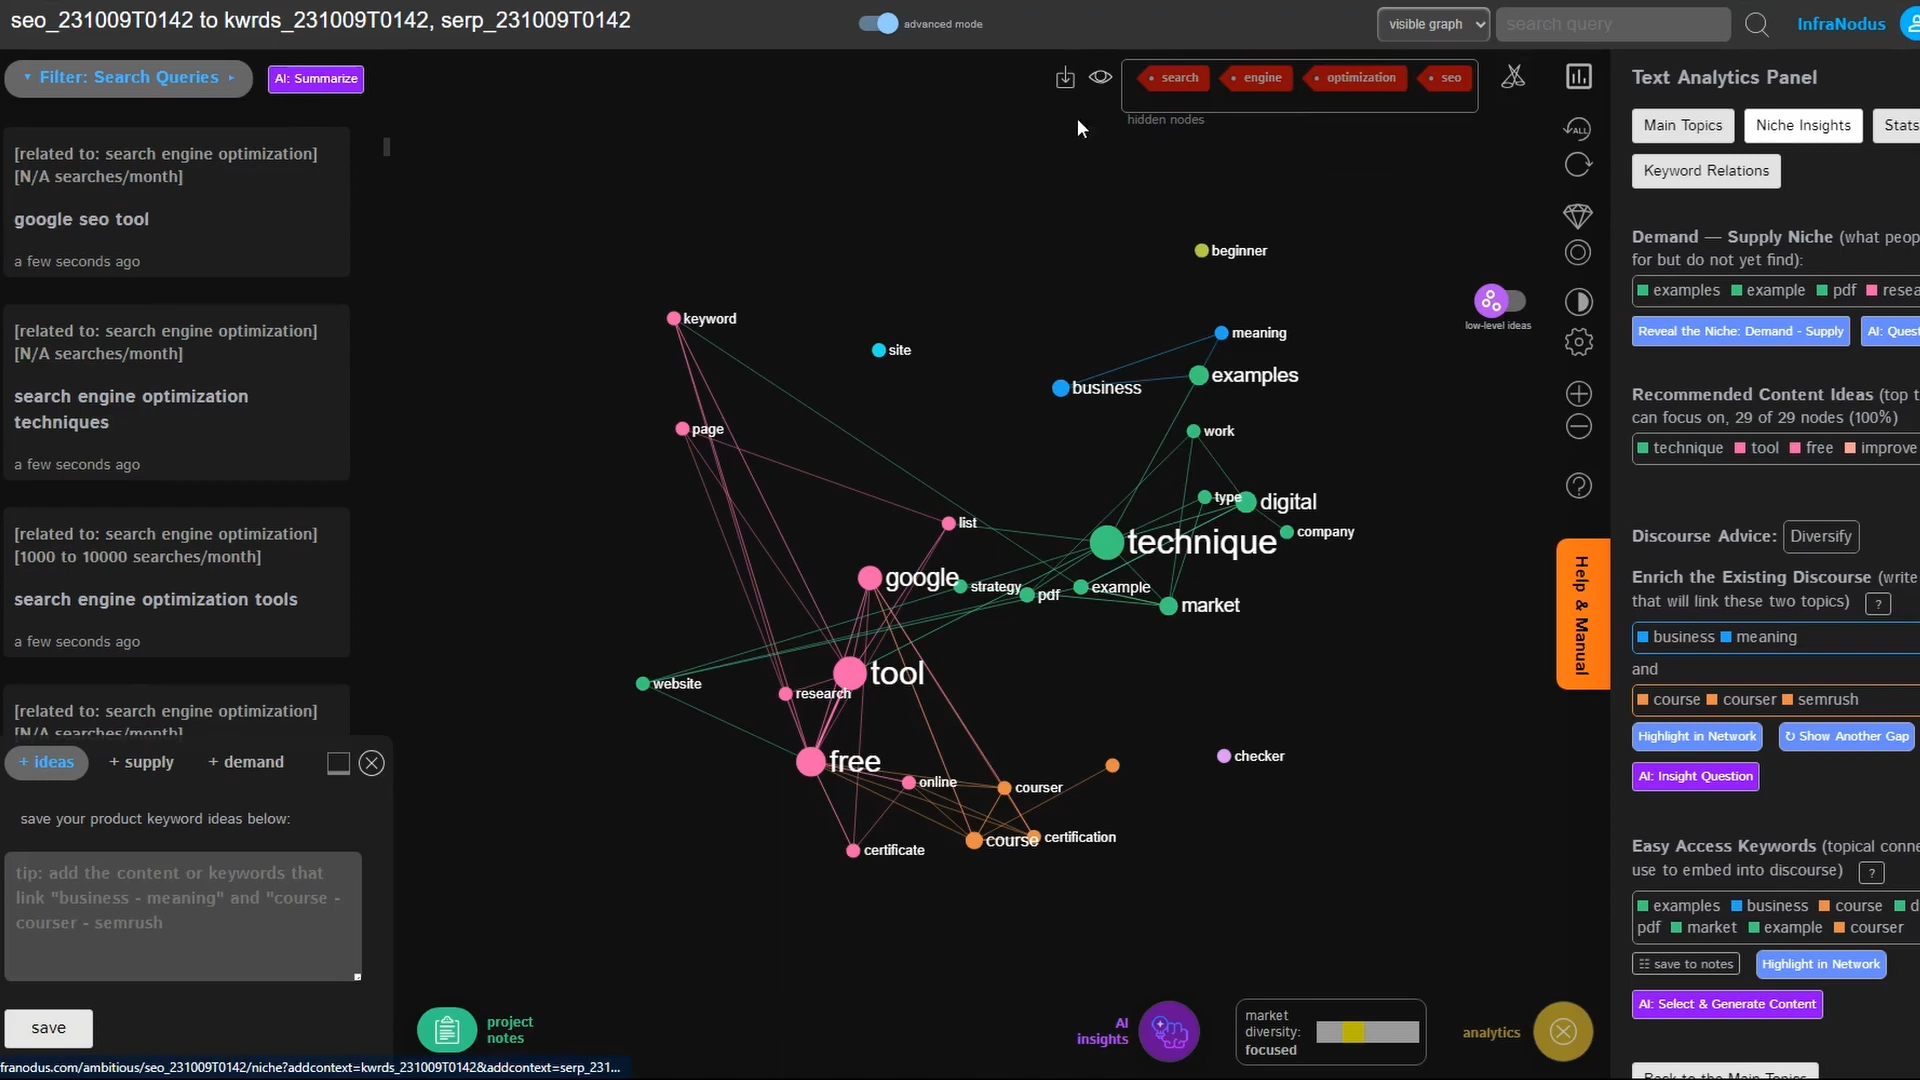 seo_231009T0142 to kwrds_231009T0142, serp_231009T0142
advanced mode
visible graph
search query
InfraNodus
Filter: Search Queries
AI: Summarize
search
engine
optimization
seo
hidden nodes
[related to: search engine optimization]
[N/A searches/month]
google seo tool
a few seconds ago
[related to: search engine optimization]
[N/A searches/month]
search engine optimization
techniques
a few seconds ago
[related to: search engine optimization]
[1000 to 10000 searches/month]
search engine optimization tools
a few seconds ago
[related to: search engine optimization]
[N/A searches/month]
+ ideas
+ supply
+ demand
save your product keyword ideas below:
tip: add the content or keywords that
link "business - meaning" and "course -
courser - semrush
save
franodus.com/ambitious/seo_231009T0142/niche?addcontext=kwrds_231009T0142&addcontext=serp_231...
beginner
keyword
meaning
site
examples
business
page
work
type
digital
list
company
technique
google
strategy
example
pdf
market
tool
website
research
checker
free
online
courser
certification
course
certificate
low-level ideas
project
notes
AI
insights
market
diversity:
focused
analytics
ALL
Help & Manual
Text Analytics Panel
Main Topics
Niche Insights
Stats
Keyword Relations
Demand — Supply Niche (what peop
for but do not yet find):
examples example pdf resea
Reveal the Niche: Demand - Supply
AI: Quest
Recommended Content Ideas (top t
can focus on, 29 of 29 nodes (100%)
technique tool free improve
Discourse Advice: Diversify
Enrich the Existing Discourse (write
that will link these two topics) ?
business meaning
and
course courser semrush
Highlight in Network
↻ Show Another Gap
AI: Insight Question
Easy Access Keywords (topical conne
use to embed into discourse) ?
examples business course d
pdf market example courser
save to notes
Highlight in Network
AI: Select & Generate Content
Back to the Main Topics